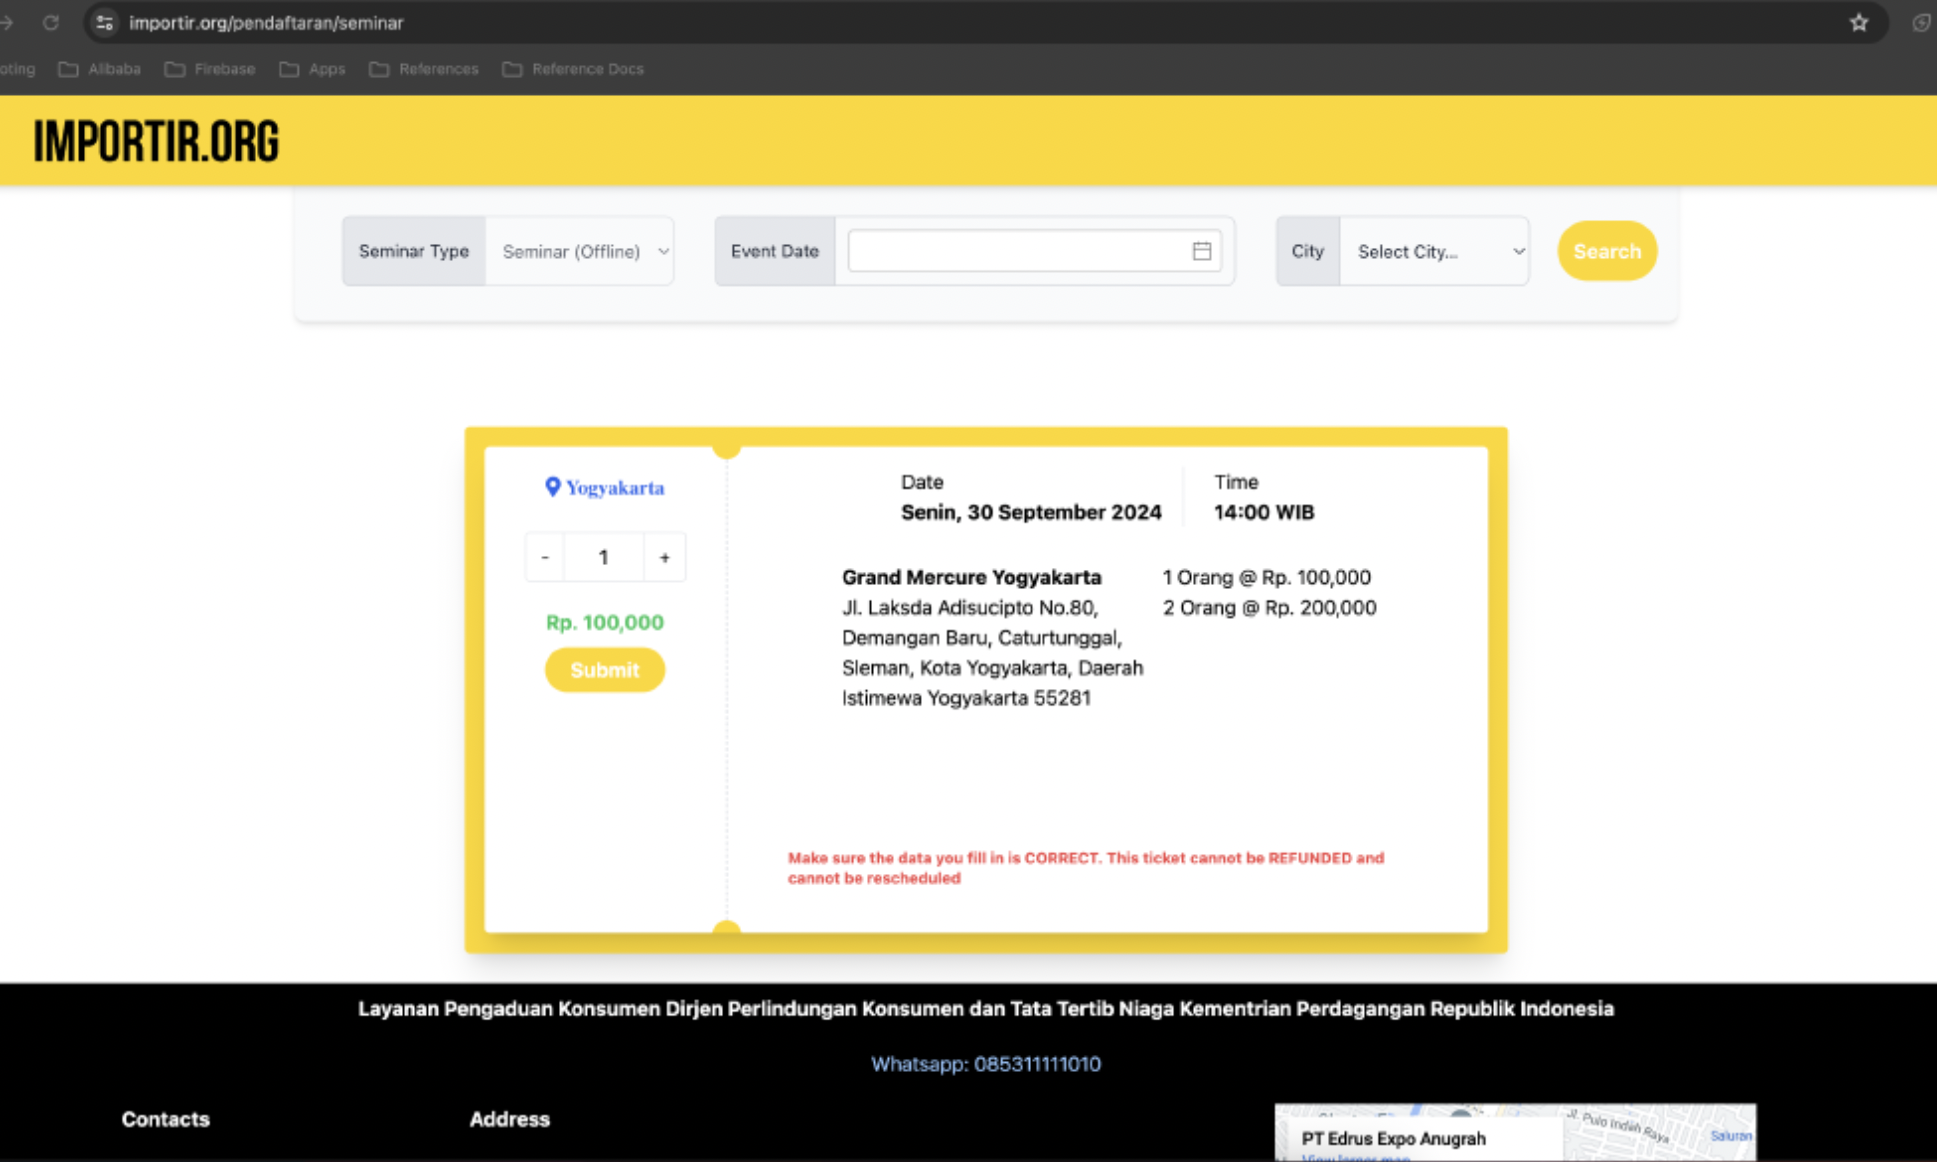 importir.org/pendaftaran/seminar
oting Alibaba Firebase Apps References Reference Docs
IMPORTIR.ORG
Seminar Type Seminar (Offline) Event Date City Select City... Search
Yogyakarta
- 1 +
Rp. 100,000
Submit
Date
Senin, 30 September 2024
Time
14:00 WIB
Grand Mercure Yogyakarta
Jl. Laksda Adisucipto No.80,
Demangan Baru, Caturtunggal,
Sleman, Kota Yogyakarta, Daerah
Istimewa Yogyakarta 55281
1 Orang @ Rp. 100,000
2 Orang @ Rp. 200,000
Make sure the data you fill in is CORRECT. This ticket cannot be REFUNDED and
cannot be rescheduled
Layanan Pengaduan Konsumen Dirjen Perlindungan Konsumen dan Tata Tertib Niaga Kementrian Perdagangan Republik Indonesia
Whatsapp: 085311111010
Contacts
Address
PT Edrus Expo Anugrah
View larger map
Jl. Pulo Indah Raya
Saluran